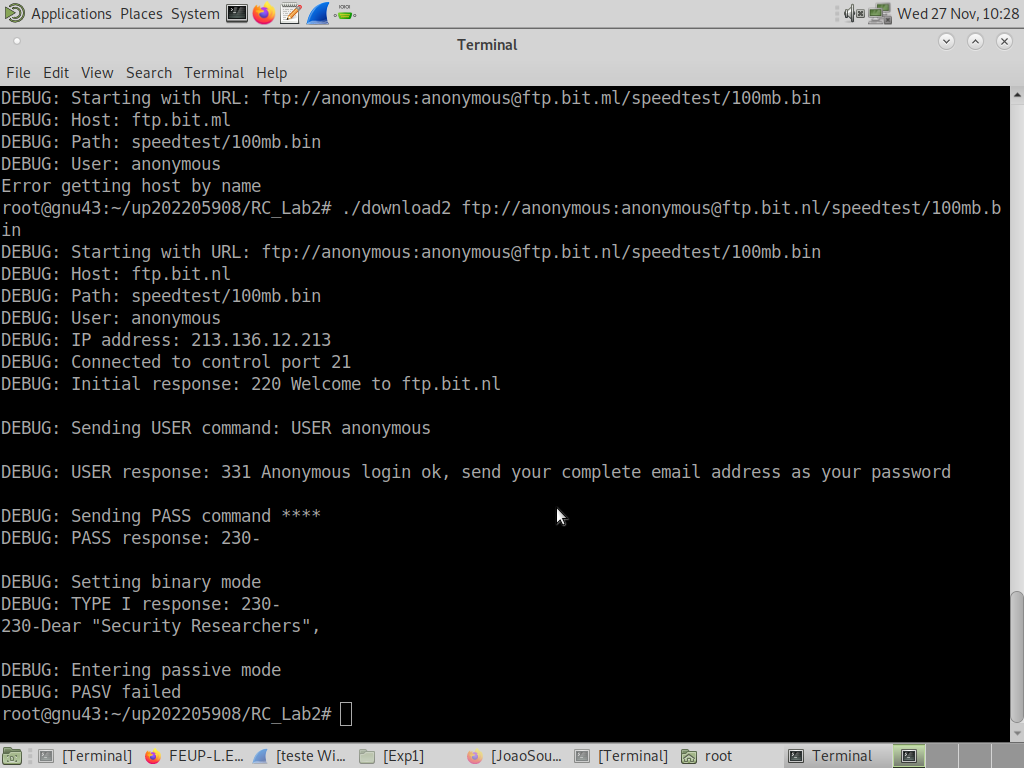 Applications Places System Wed 27 Nov, 10:28
Terminal
File Edit View Search Terminal Help
DEBUG: Starting with URL: ftp://anonymous:anonymous@ftp.bit.ml/speedtest/100mb.bin
DEBUG: Host: ftp.bit.ml
DEBUG: Path: speedtest/100mb.bin
DEBUG: User: anonymous
Error getting host by name
root@gnu43:~/up202205908/RC_Lab2# ./download2 ftp://anonymous:anonymous@ftp.bit.nl/speedtest/100mb.b
in
DEBUG: Starting with URL: ftp://anonymous:anonymous@ftp.bit.nl/speedtest/100mb.bin
DEBUG: Host: ftp.bit.nl
DEBUG: Path: speedtest/100mb.bin
DEBUG: User: anonymous
DEBUG: IP address: 213.136.12.213
DEBUG: Connected to control port 21
DEBUG: Initial response: 220 Welcome to ftp.bit.nl
DEBUG: Sending USER command: USER anonymous
DEBUG: USER response: 331 Anonymous login ok, send your complete email address as your password
DEBUG: Sending PASS command ****
DEBUG: PASS response: 230-
DEBUG: Setting binary mode
DEBUG: TYPE I response: 230-
230-Dear "Security Researchers",
DEBUG: Entering passive mode
DEBUG: PASV failed
root@gnu43:~/up202205908/RC_Lab2#
[Terminal] FEUP-L.E... [teste Wi... [Exp1] [JoaoSou... [Terminal] root Terminal